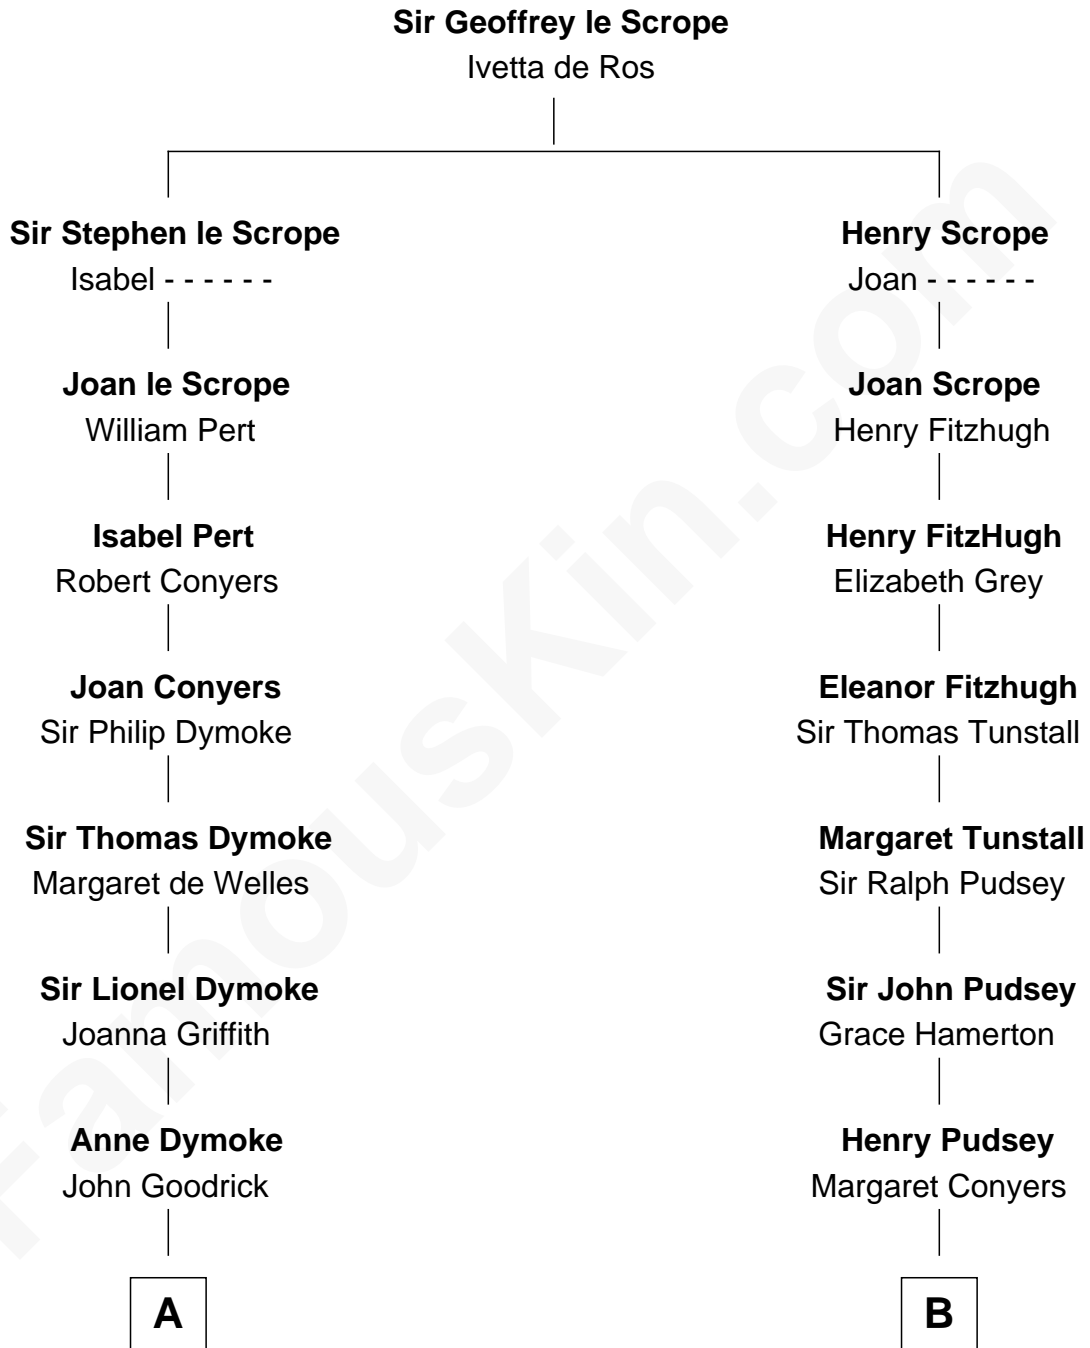 Sir Geoffrey le Scrope
Ivetta de Ros
Sir Stephen le Scrope
Isabel - - - - - -
Henry Scrope
Joan - - - - - -
Joan le Scrope
William Pert
Joan Scrope
Henry Fitzhugh
Isabel Pert
Robert Conyers
Henry FitzHugh
Elizabeth Grey
Joan Conyers
Sir Philip Dymoke
Eleanor Fitzhugh
Sir Thomas Tunstall
Sir Thomas Dymoke
Margaret de Welles
Margaret Tunstall
Sir Ralph Pudsey
Sir Lionel Dymoke
Joanna Griffith
Sir John Pudsey
Grace Hamerton
Anne Dymoke
John Goodrick
Henry Pudsey
Margaret Conyers
A
B
FamousKin.com